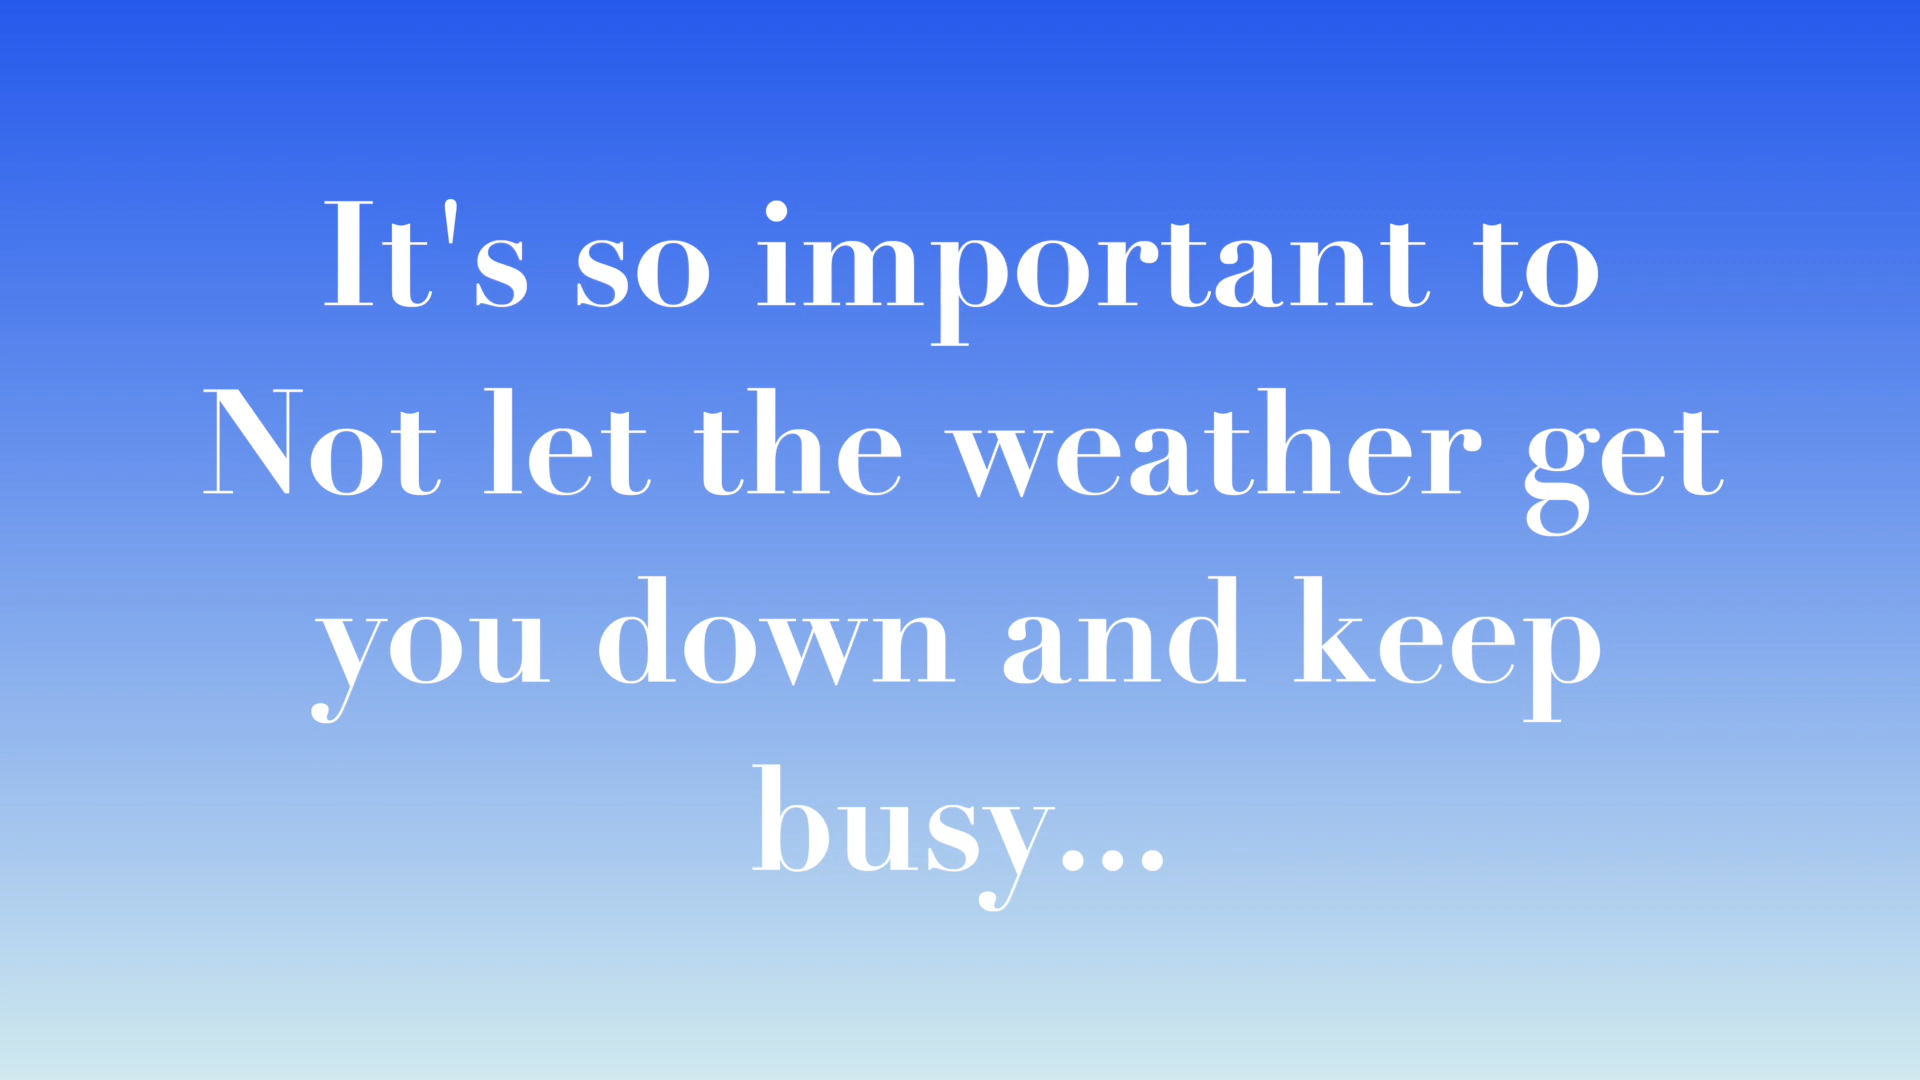 It's so important to
Not let the weather get
you down and keep
busy...